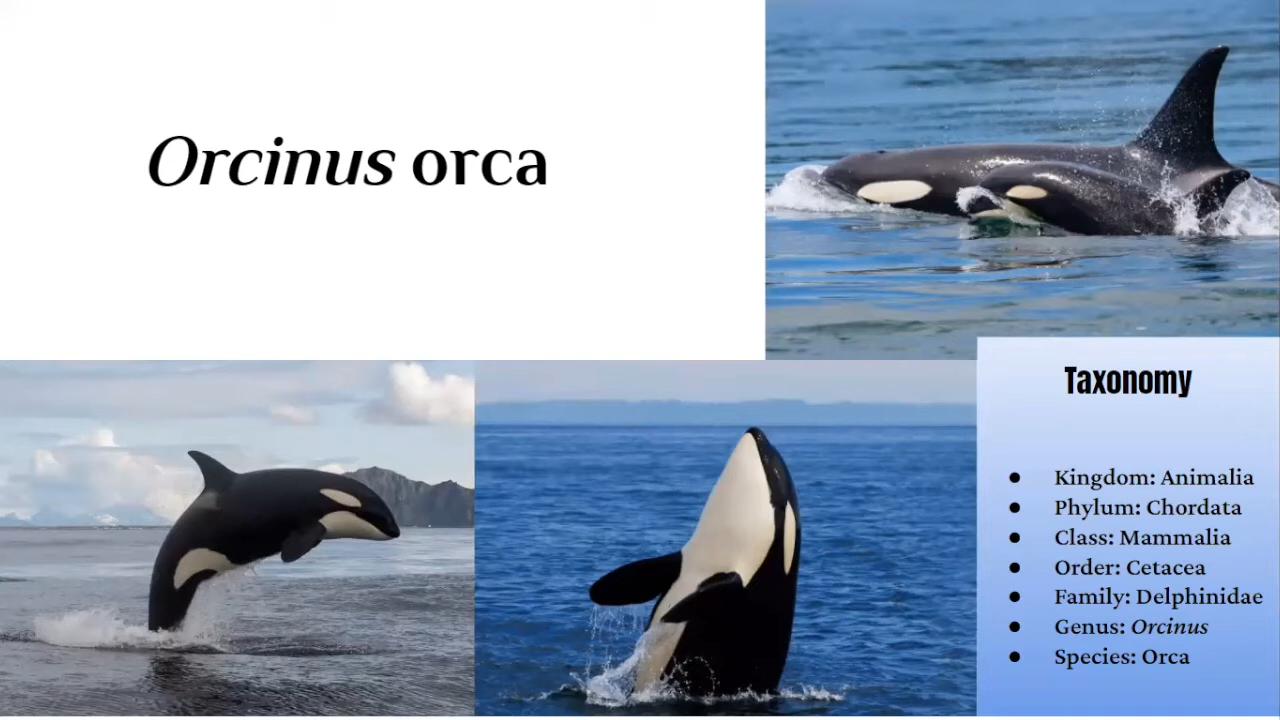 Orcinus orca
Taxonomy
● Kingdom: Animalia
● Phylum: Chordata
● Class: Mammalia
● Order: Cetacea
● Family: Delphinidae
● Genus: Orcinus
● Species: Orca